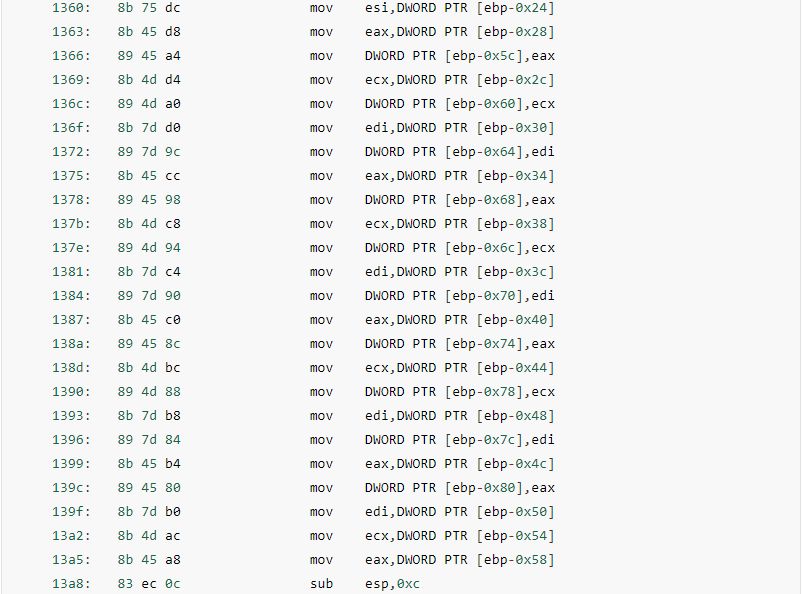 1360: 8b 75 dc mov esi,DWORD PTR [ebp-0x24]
1363: 8b 45 d8 mov eax,DWORD PTR [ebp-0x28]
1366: 89 45 a4 mov DWORD PTR [ebp-0x5c],eax
1369: 8b 4d d4 mov ecx,DWORD PTR [ebp-0x2c]
136c: 89 4d a0 mov DWORD PTR [ebp-0x60],ecx
136f: 8b 7d d0 mov edi,DWORD PTR [ebp-0x30]
1372: 89 7d 9c mov DWORD PTR [ebp-0x64],edi
1375: 8b 45 cc mov eax,DWORD PTR [ebp-0x34]
1378: 89 45 98 mov DWORD PTR [ebp-0x68],eax
137b: 8b 4d c8 mov ecx,DWORD PTR [ebp-0x38]
137e: 89 4d 94 mov DWORD PTR [ebp-0x6c],ecx
1381: 8b 7d c4 mov edi,DWORD PTR [ebp-0x3c]
1384: 89 7d 90 mov DWORD PTR [ebp-0x70],edi
1387: 8b 45 c0 mov eax,DWORD PTR [ebp-0x40]
138a: 89 45 8c mov DWORD PTR [ebp-0x74],eax
138d: 8b 4d bc mov ecx,DWORD PTR [ebp-0x44]
1390: 89 4d 88 mov DWORD PTR [ebp-0x78],ecx
1393: 8b 7d b8 mov edi,DWORD PTR [ebp-0x48]
1396: 89 7d 84 mov DWORD PTR [ebp-0x7c],edi
1399: 8b 45 b4 mov eax,DWORD PTR [ebp-0x4c]
139c: 89 45 80 mov DWORD PTR [ebp-0x80],eax
139f: 8b 7d b0 mov edi,DWORD PTR [ebp-0x50]
13a2: 8b 4d ac mov ecx,DWORD PTR [ebp-0x54]
13a5: 8b 45 a8 mov eax,DWORD PTR [ebp-0x58]
13a8: 83 ec 0c sub esp,0xc